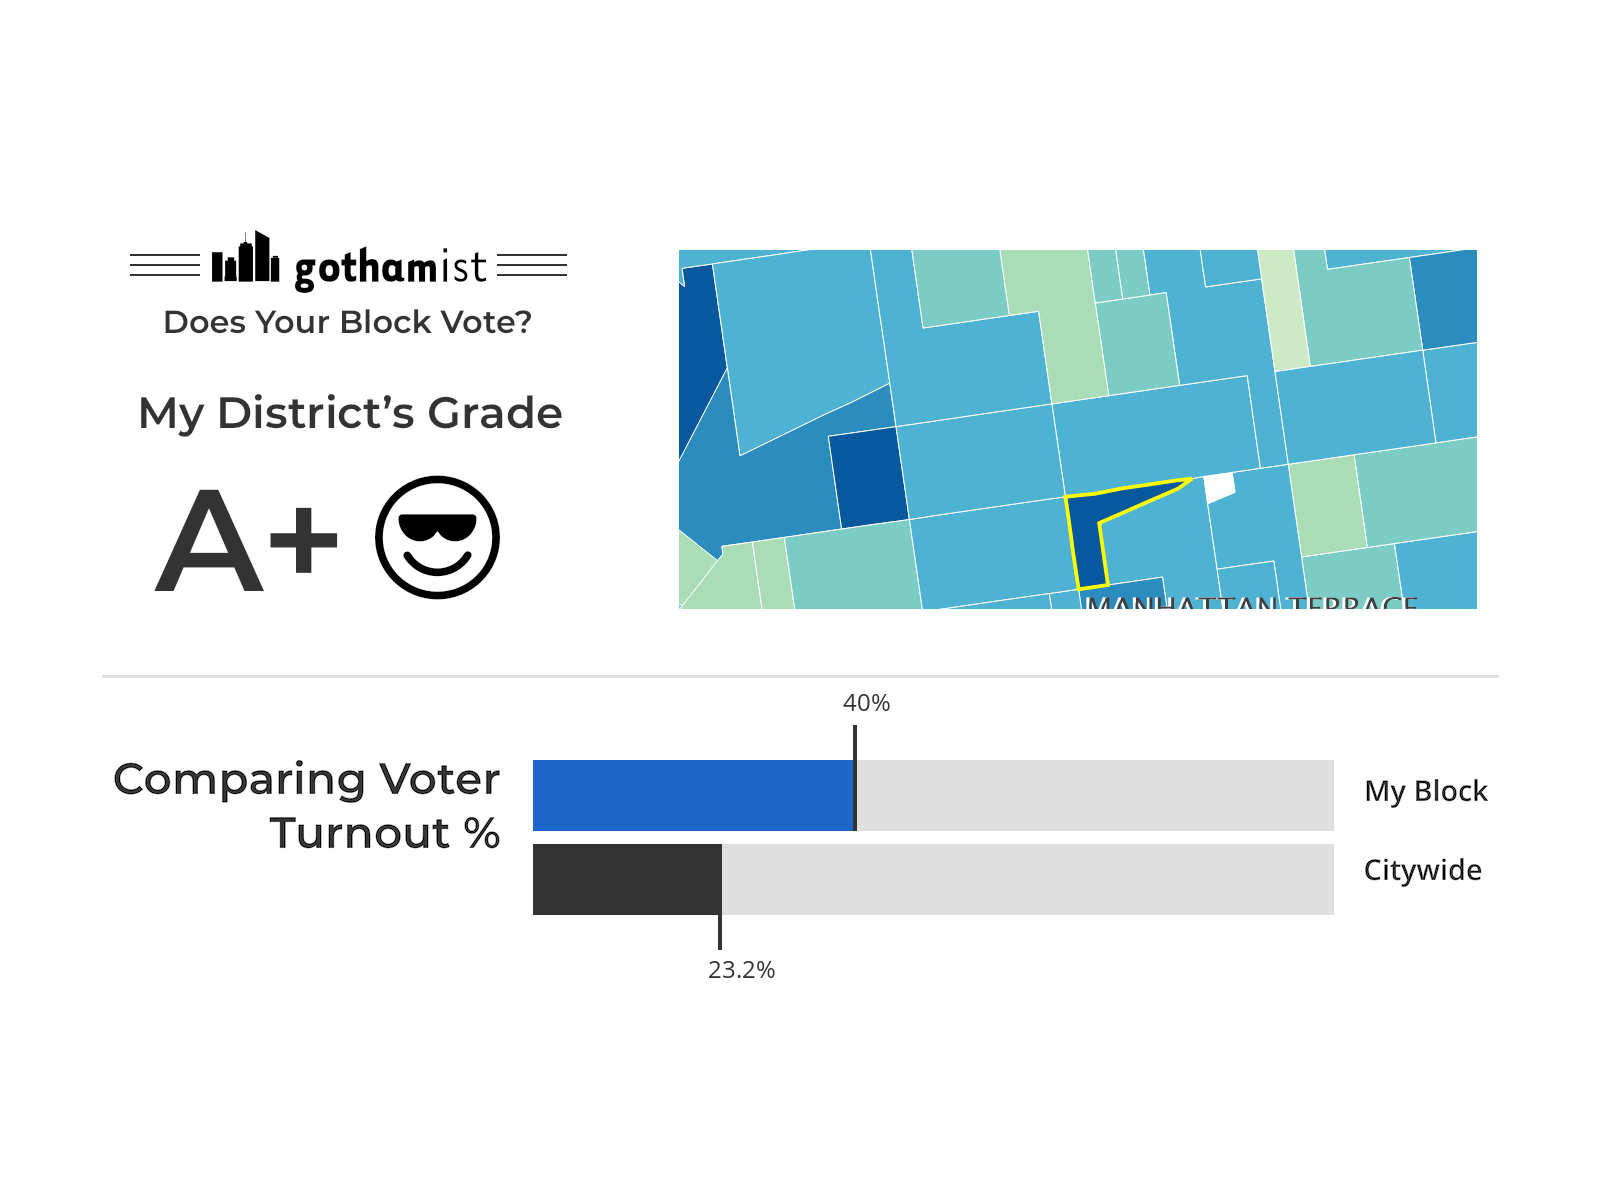 gothamist
Does Your Block Vote?
My District’s Grade
A+
MANHATTAN TERRACE
40%
Comparing Voter
Turnout %
My Block
Citywide
23.2%